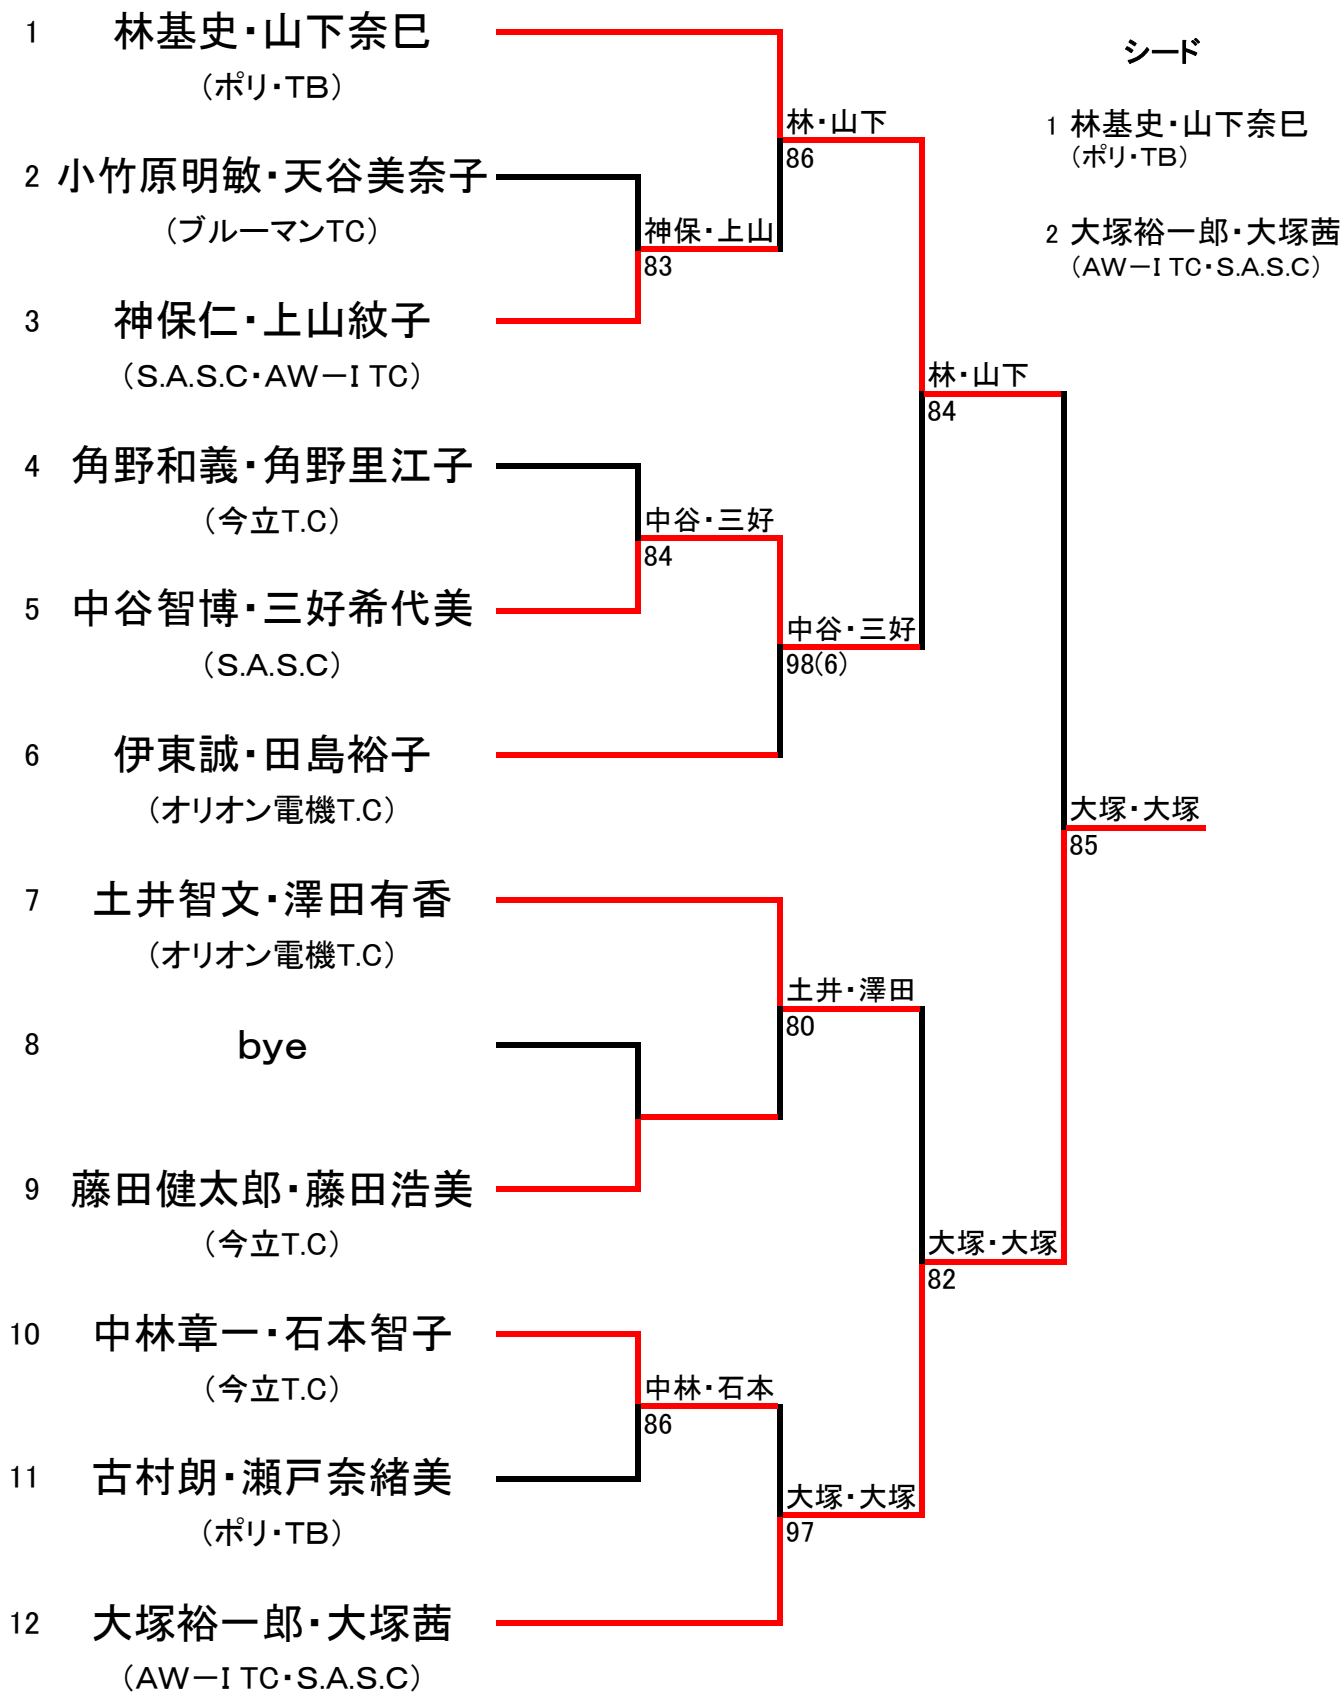 1 林基史・山下奈巳
(ポリ・TB)
2 小竹原明敏・天谷美奈子
(ブルーマンTC)
3 神保仁・上山紋子
(S.A.S.C・AW－I TC)
4 角野和義・角野里江子
(今立T.C)
5 中谷智博・三好希代美
(S.A.S.C)
6 伊東誠・田島裕子
(オリオン電機T.C)
7 土井智文・澤田有香
(オリオン電機T.C)
8 bye
9 藤田健太郎・藤田浩美
(今立T.C)
10 中林章一・石本智子
(今立T.C)
11 古村朗・瀬戸奈緒美
(ポリ・TB)
12 大塚裕一郎・大塚茜
(AW－I TC・S.A.S.C)
神保・上山
83
中谷・三好
84
中林・石本
86
林・山下
86
中谷・三好
98(6)
土井・澤田
80
大塚・大塚
97
林・山下
84
大塚・大塚
82
大塚・大塚
85
シード
1 林基史・山下奈巳
(ポリ・TB)
2 大塚裕一郎・大塚茜
(AW－I TC・S.A.S.C)